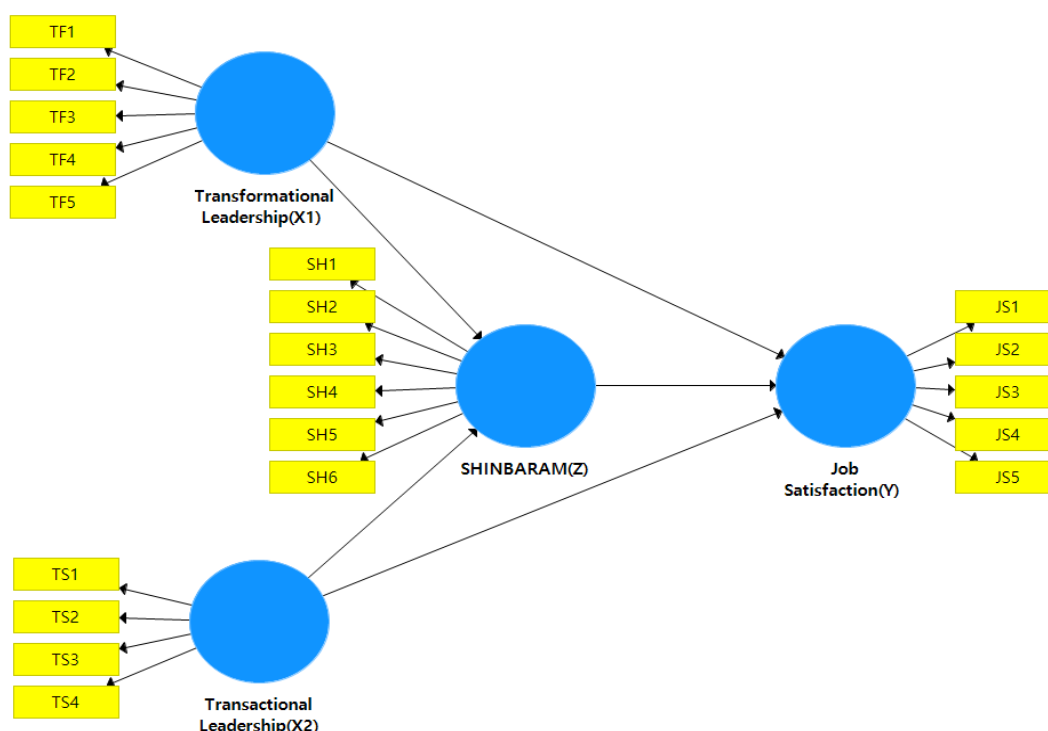 TF1
TF2
TF3
TF4
TF5
Transformational
Leadership(X1)
SH1
SH2
SH3
SH4
SH5
SH6
SHINBARAM(Z)
JS1
JS2
JS3
JS4
JS5
Job
Satisfaction(Y)
TS1
TS2
TS3
TS4
Transactional
Leadership(X2)